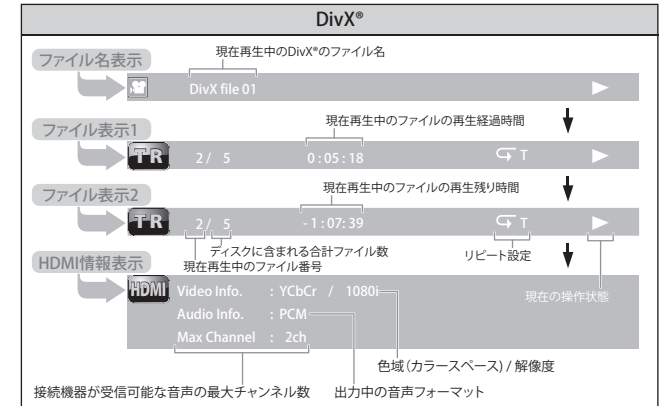 DivX®
ファイル名表示
現在再生中のDivX®のファイル名
DivX file 01
ファイル表示1
現在再生中のファイルの再生経過時間
TR 2/ 5 0:05:18 T
ファイル表示2
現在再生中のファイルの再生残り時間
TR 2/ 5 -1:07:39 T
ディスクに含まれる合計ファイル数
現在再生中のファイル番号
リピート設定
HDMI情報表示
現在の操作状態
HDMI Video Info. : YCbCr / 1080i
Audio Info. : PCM
Max Channel : 2ch
色域(カラースペース) / 解像度
接続機器が受信可能な音声の最大チャンネル数 出力中の音声フォーマット